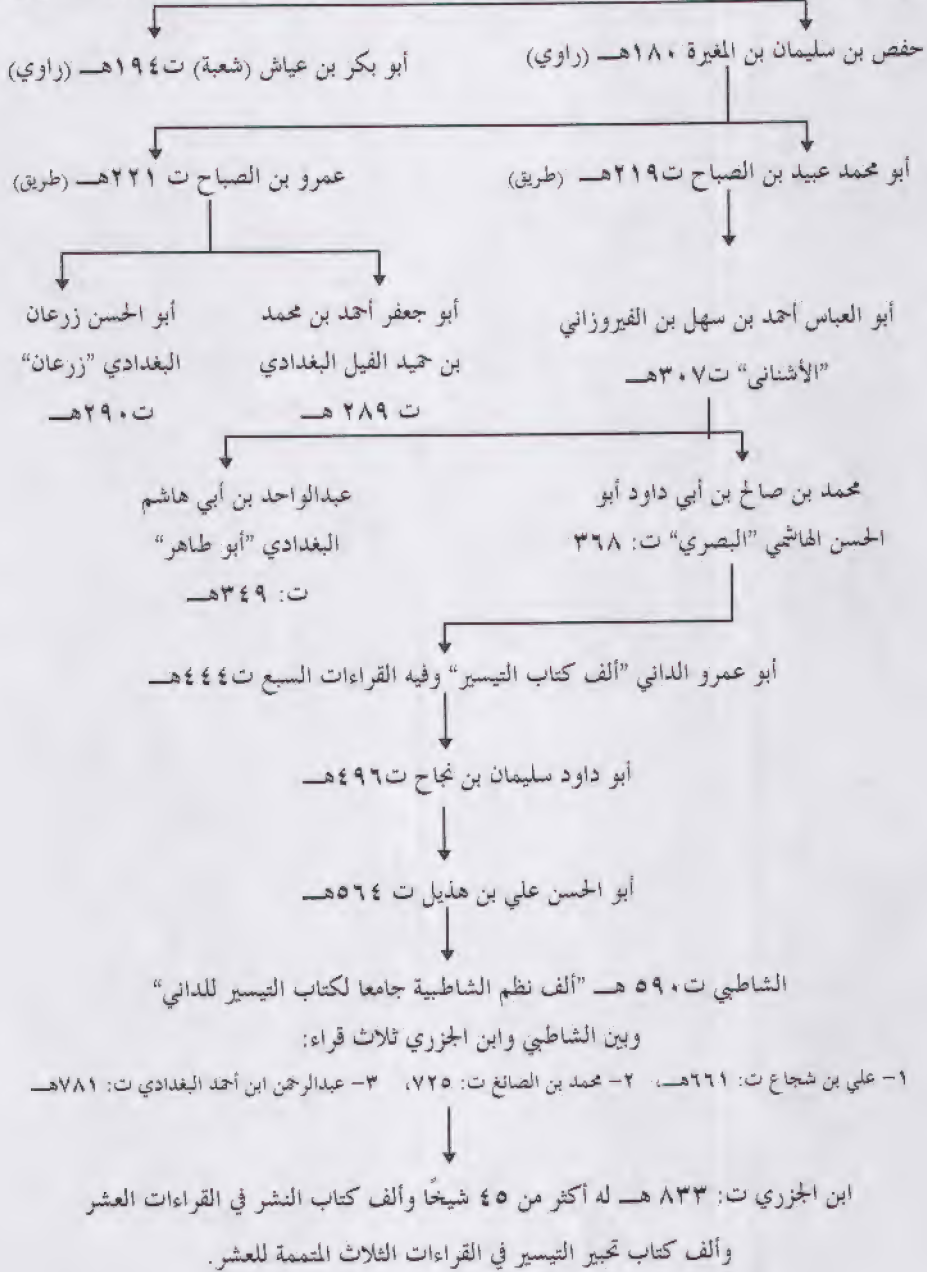 حفص بن سليمان بن المغيرة ١٨٠هـ (راوي)
أبو بكر بن عياش (شعبة) ت١٩٤هـ (راوي)
أبو محمد عبيد بن الصباح ت٢١٩هـ (طريق)
عمرو بن الصباح ت ٢٢١هـ (طريق)
أبو العباس أحمد بن سهل بن الفيروزاني
"الأشنانى" ت٣٠٧هـ
أبو جعفر أحمد بن محمد
بن حميد الفيل البغدادي
ت ٢٨٩ هـ
أبو الحسن زرعان
البغدادي "زرعان"
ت٢٩٠هـ
محمد بن صالح بن أبي داود أبو
الحسن الهاشمي "البصري" ت: ٣٦٨
عبدالواحد بن أبي هاشم
البغدادي "أبو طاهر"
ت: ٣٤٩هـ
أبو عمرو الداني "ألف كتاب التيسير" وفيه القراءات السبع ت٤٤٤هـ
أبو داود سليمان بن نجاح ت٤٩٦هـ
أبو الحسن علي بن هذيل ت ٥٦٤هـ
الشاطبي ت٥٩٠ هـ "ألف نظم الشاطبية جامعا لكتاب التيسير للداني"
وبين الشاطبي وابن الجزري ثلاث قراء:
١- علي بن شجاع ت: ٦٦١هـ، ٢- محمد بن الصائغ ت: ٧٢٥، ٣- عبدالرحمن ابن أحمد البغدادي ت: ٧٨١هـ
ابن الجزري ت: ٨٣٣ هـ له أكثر من ٤٥ شيخًا وألف كتاب النشر في القراءات العشر
وألف كتاب تحبير التيسير في القراءات الثلاث المتممة للعشر.